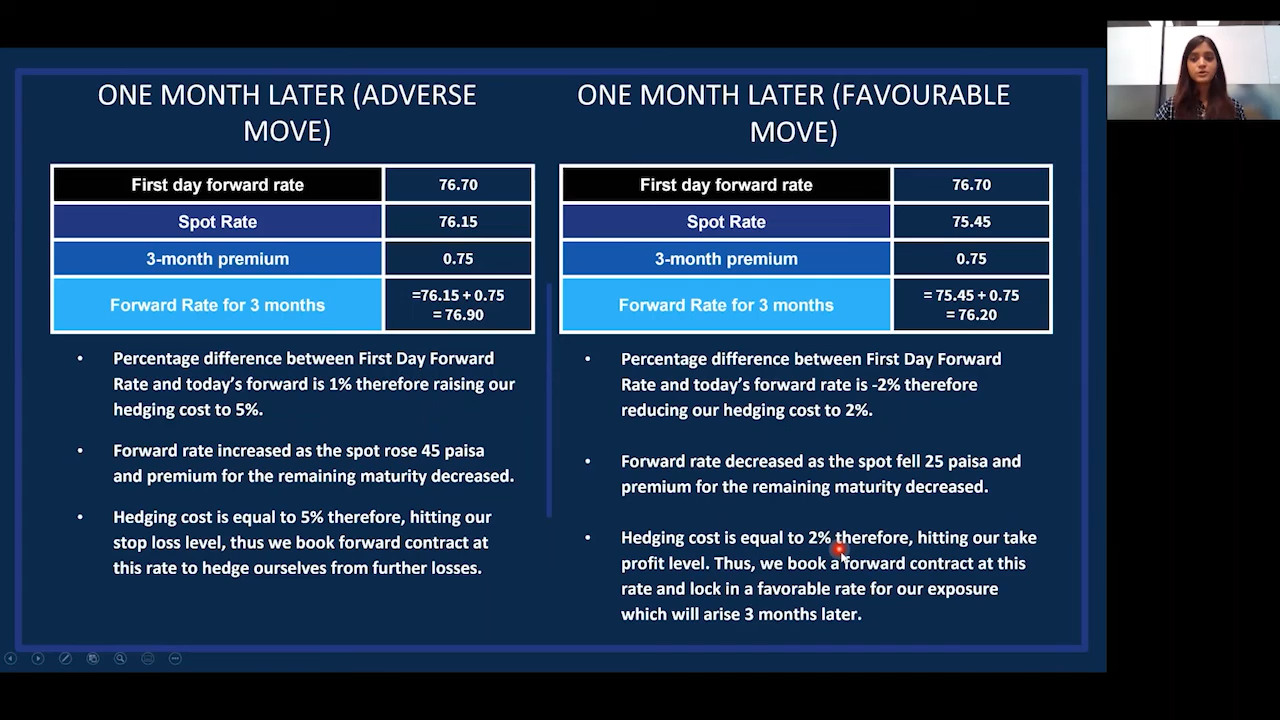 ONE MONTH LATER (ADVERSE
MOVE)
First day forward rate 76.70
Spot Rate 76.15
3-month premium 0.75
Forward Rate for 3 months =76.15 + 0.75
= 76.90
• Percentage difference between First Day Forward
Rate and today's forward is 1% therefore raising our
hedging cost to 5%.
• Forward rate increased as the spot rose 45 paisa
and premium for the remaining maturity decreased.
• Hedging cost is equal to 5% therefore, hitting our
stop loss level, thus we book forward contract at
this rate to hedge ourselves from further losses.
ONE MONTH LATER (FAVOURABLE
MOVE)
First day forward rate 76.70
Spot Rate 75.45
3-month premium 0.75
Forward Rate for 3 months = 75.45 + 0.75
= 76.20
• Percentage difference between First Day Forward
Rate and today's forward rate is -2% therefore
reducing our hedging cost to 2%.
• Forward rate decreased as the spot fell 25 paisa and
premium for the remaining maturity decreased.
• Hedging cost is equal to 2% therefore, hitting our take
profit level. Thus, we book a forward contract at this
rate and lock in a favorable rate for our exposure
which will arise 3 months later.